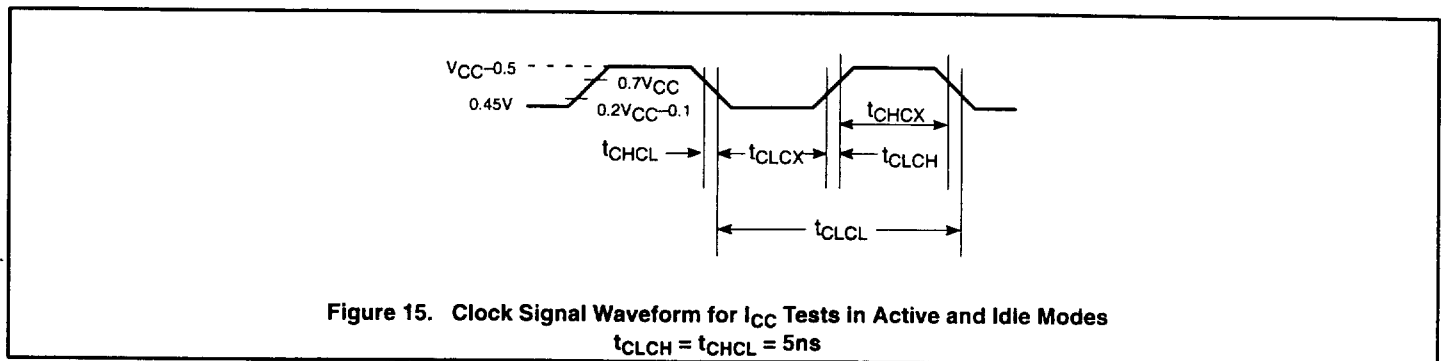 VCC–0.5
0.7VCC
0.45V
0.2VCC–0.1
tCHCX
tCHCL
tCLCX
tCLCH
tCLCL
Figure 15. Clock Signal Waveform for ICC Tests in Active and Idle Modes
tCLCH = tCHCL = 5ns